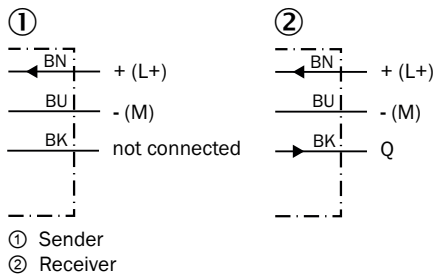 ① ②
BN + (L+) BN + (L+)
BU - (M) BU - (M)
BK not connected BK Q
① Sender
② Receiver